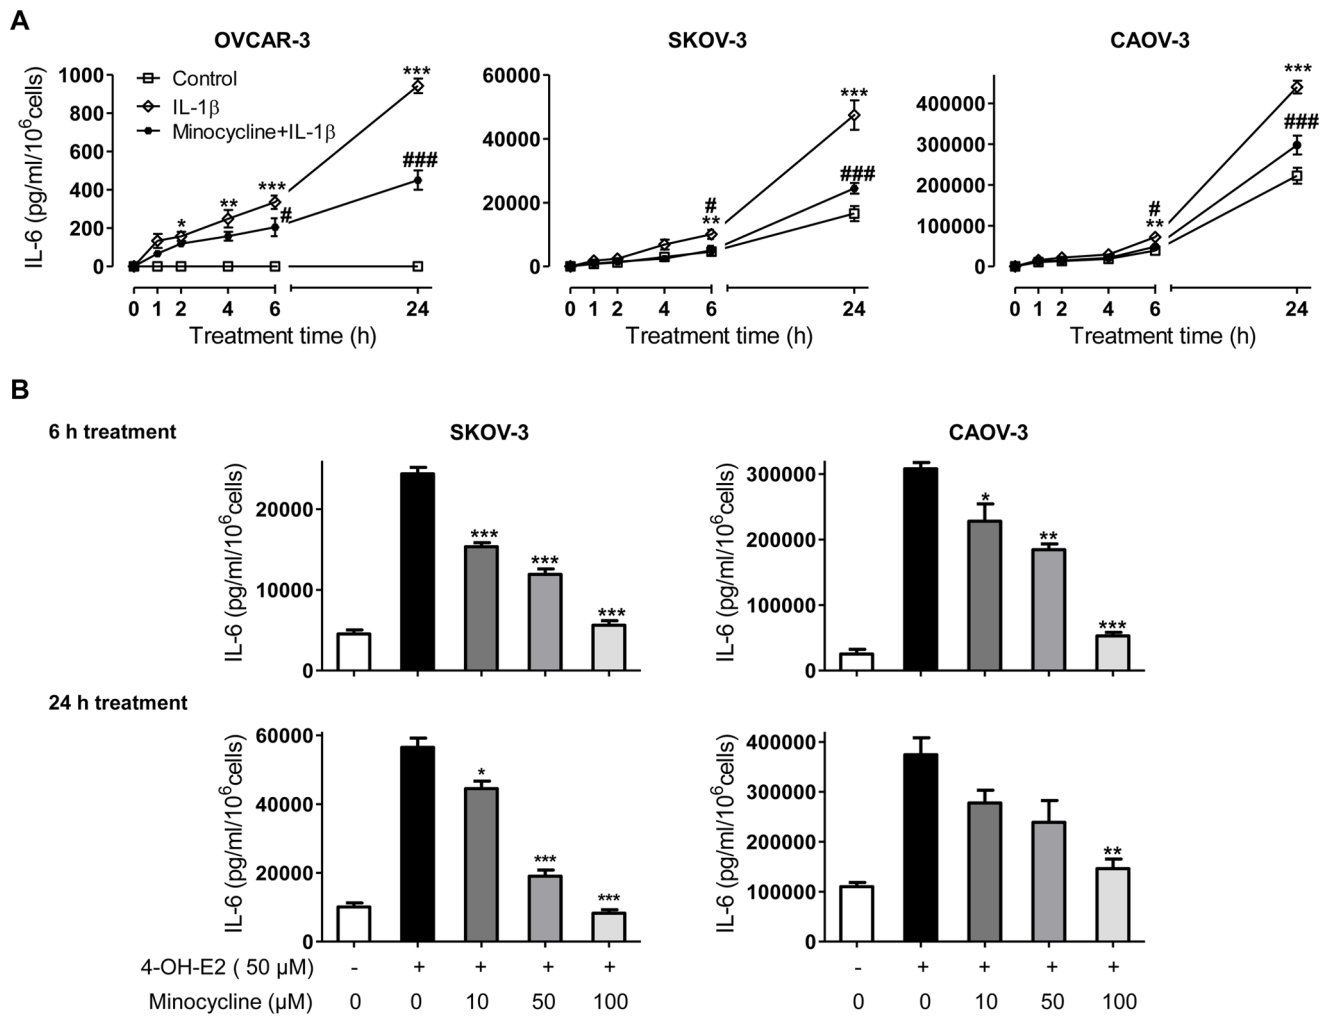 A
OVCAR-3
SKOV-3
CAOV-3
IL-6 (pg/ml/10⁶cells)
1000
800
600
400
200
0
Control
IL-1β
Minocycline+IL-1β
*
**
***
#
***
###
0 1 2 4 6 24
Treatment time (h)
60000
40000
20000
0
#
**
***
###
0 1 2 4 6 24
Treatment time (h)
400000
300000
200000
100000
0
#
**
***
###
0 1 2 4 6 24
Treatment time (h)
B
6 h treatment
SKOV-3
CAOV-3
IL-6 (pg/ml/10⁶cells)
20000
10000
0
***
***
***
IL-6 (pg/ml/10⁶cells)
300000
200000
100000
0
*
**
***
24 h treatment
IL-6 (pg/ml/10⁶cells)
60000
40000
20000
0
*
***
***
IL-6 (pg/ml/10⁶cells)
400000
300000
200000
100000
0
**
4-OH-E2 ( 50 µM) - + + + + - + + + +
Minocycline (µM) 0 0 10 50 100 0 0 10 50 100